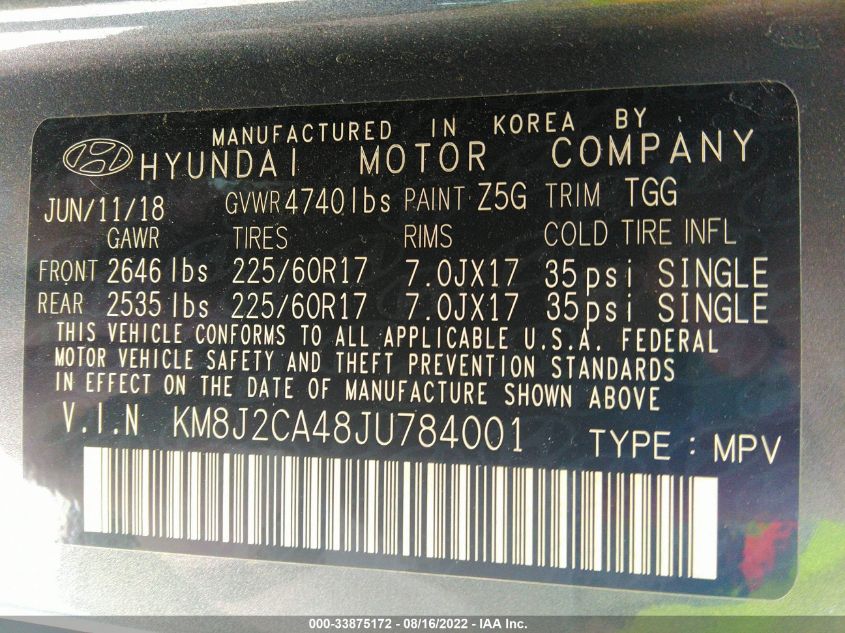 MANUFACTURED IN KOREA BY
HYUNDAI MOTOR COMPANY
JUN/11/18 GVWR 4740lbs PAINT Z5G TRIM TGG
GAWR TIRES RIMS COLD TIRE INFL
FRONT 2646 lbs 225/60R17 7.0JX17 35psi SINGLE
REAR 2535 lbs 225/60R17 7.0JX17 35psi SINGLE
THIS VEHICLE CONFORMS TO ALL APPLICABLE U.S.A. FEDERAL
MOTOR VEHICLE SAFETY AND THEFT PREVENTION STANDARDS
IN EFFECT ON THE DATE OF MANUFACTURE SHOWN ABOVE
V.I.N KM8J2CA48JU784001 TYPE : MPV
000-33875172 - 08/16/2022 - IAA Inc.